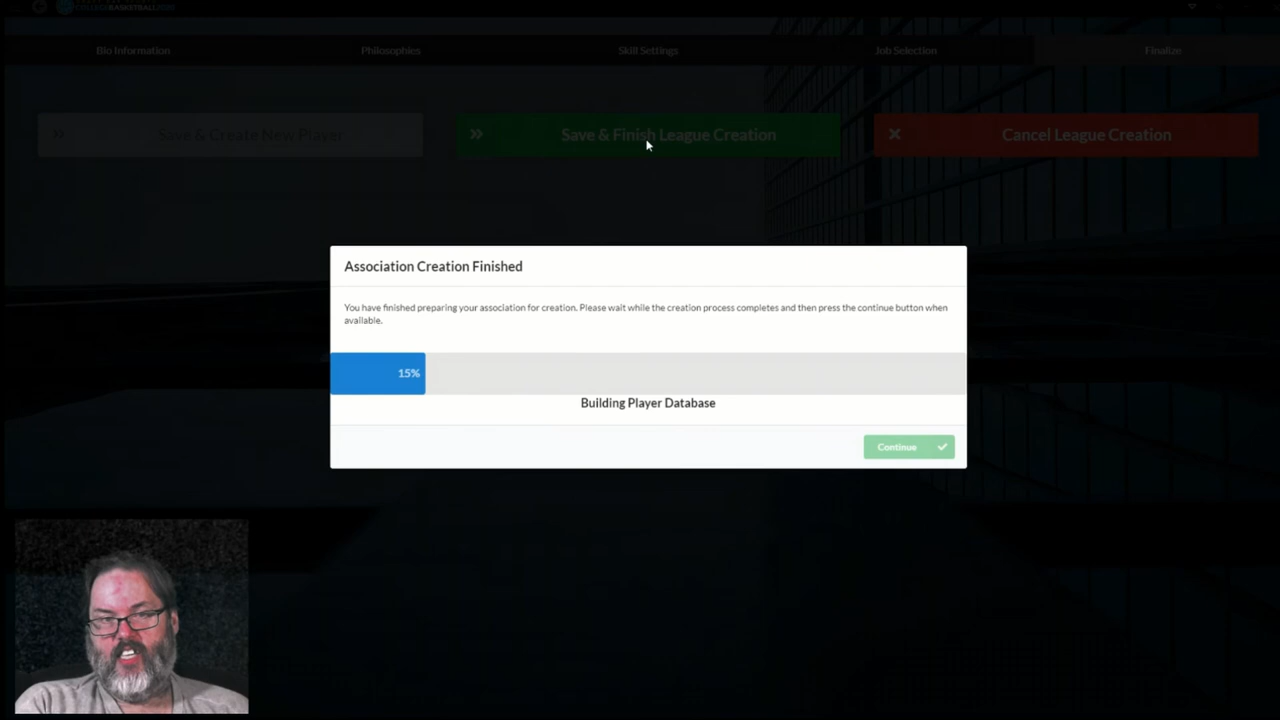 COLLEGE BASKETBALL
Bio Information
Philosophies
Skill Settings
Job Selection
Finalize
Save & Create New Player
Save & Finish League Creation
Cancel League Creation
Association Creation Finished
You have finished preparing your association for creation. Please wait while the creation process completes and then press the continue button when
available.
15%
Building Player Database
Continue